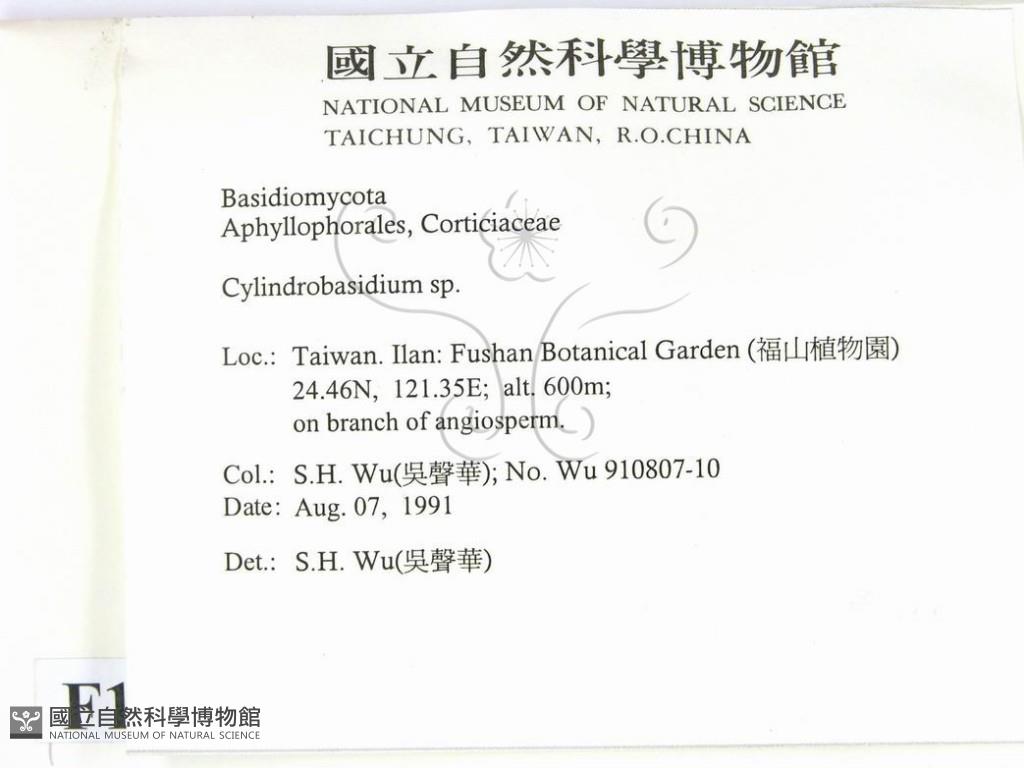 國立自然科學博物館
NATIONAL MUSEUM OF NATURAL SCIENCE
TAICHUNG, TAIWAN, R.O.CHINA
Basidiomycota
Aphyllophorales, Corticiaceae
Cylindrobasidium sp.
Loc.: Taiwan. Ilan: Fushan Botanical Garden (福山植物園)
24.46N, 121.35E; alt. 600m;
on branch of angiosperm.
Col.: S.H. Wu(吳聲華); No. Wu 910807-10
Date: Aug. 07, 1991
Det.: S.H. Wu(吳聲華)
F1
國立自然科學博物館
NATIONAL MUSEUM OF NATURAL SCIENCE